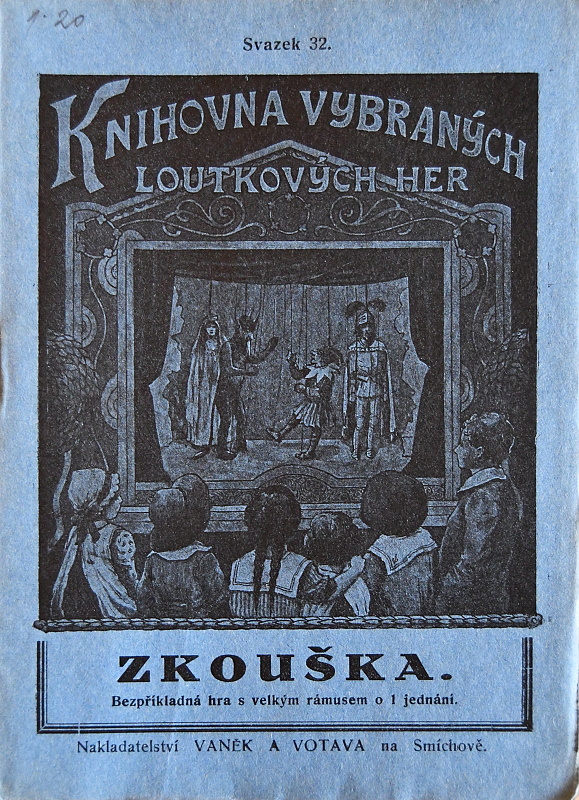 1·20
Svazek 32.
KNIHOVNA VYBRANÝCH
LOUTKOVÝCH HER
ZKOUŠKA.
Bezpříkladná hra s velkým rámusem o 1 jednání.
Nakladatelství VANĚK A VOTAVA na Smíchově.